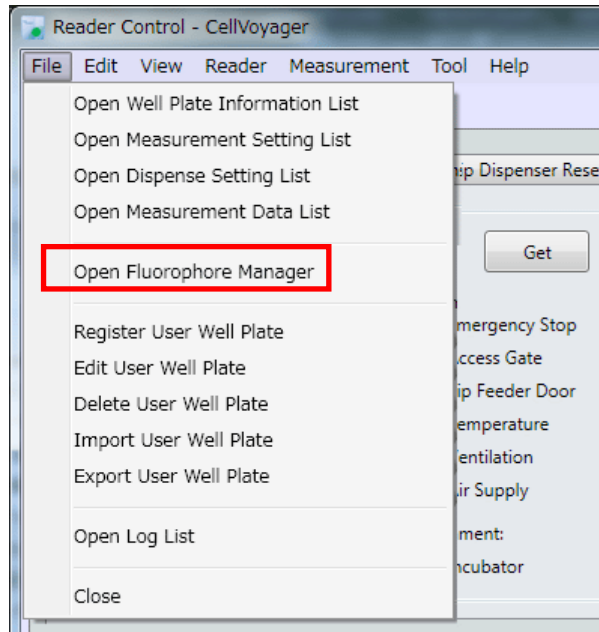 Reader Control - CellVoyager
File Edit View Reader Measurement Tool Help
Open Well Plate Information List
Open Measurement Setting List
Open Dispense Setting List
Dispenser Rese
Open Measurement Data List
Get
Open Fluorophore Manager
Register User Well Plate
mergency Stop
Edit User Well Plate
ccess Gate
Delete User Well Plate
ip Feeder Door
Import User Well Plate
emperature
entilation
Export User Well Plate
ir Supply
Open Log List
ment:
ncubator
Close